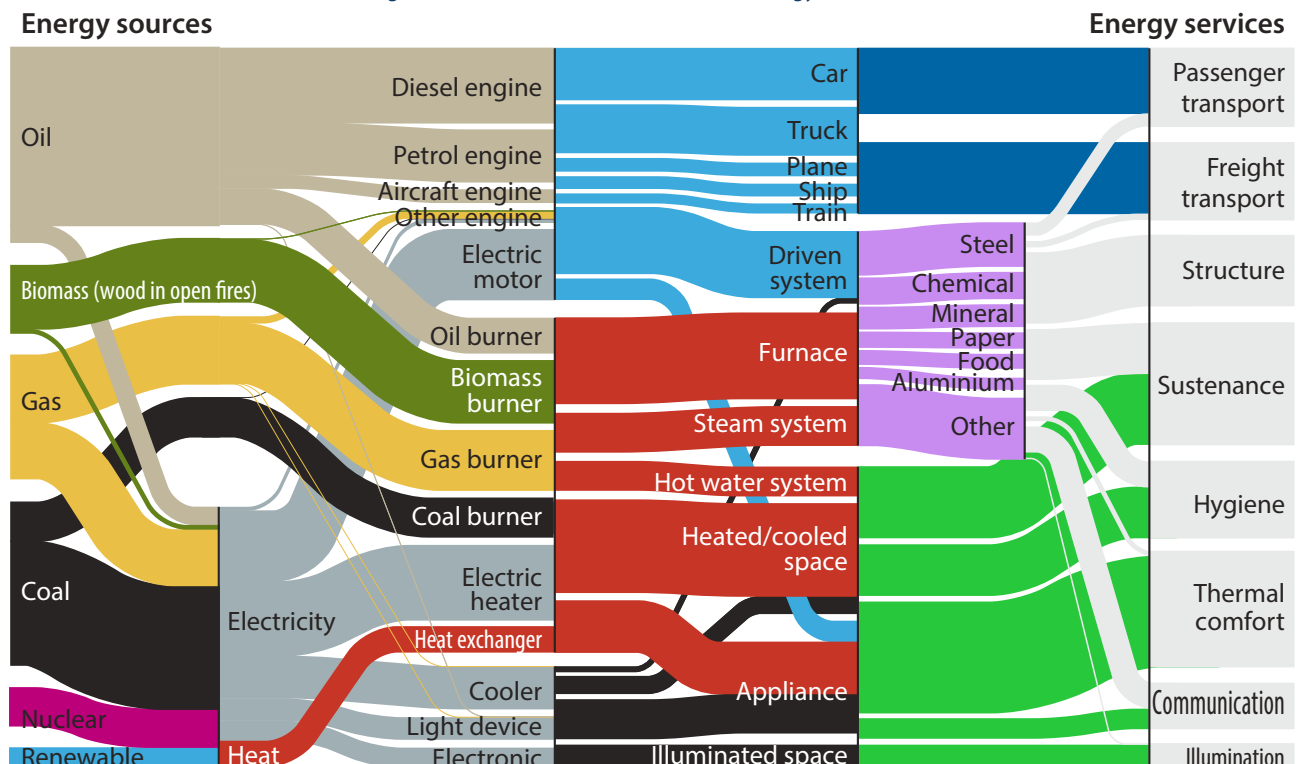 Energy sources
Energy services
Oil
Biomass (wood in open fires)
Gas
Coal
Nuclear
Renewable
Electricity
Heat
Diesel engine
Petrol engine
Aircraft engine
Other engine
Electric
motor
Oil burner
Biomass
burner
Gas burner
Coal burner
Electric
heater
Heat exchanger
Cooler
Light device
Electronic
Car
Truck
Plane
Ship
Train
Driven
system
Furnace
Steam system
Hot water system
Heated/cooled
space
Appliance
Illuminated space
Steel
Chemical
Mineral
Paper
Food
Aluminium
Other
Passenger
transport
Freight
transport
Structure
Sustenance
Hygiene
Thermal
comfort
Communication
Illumination